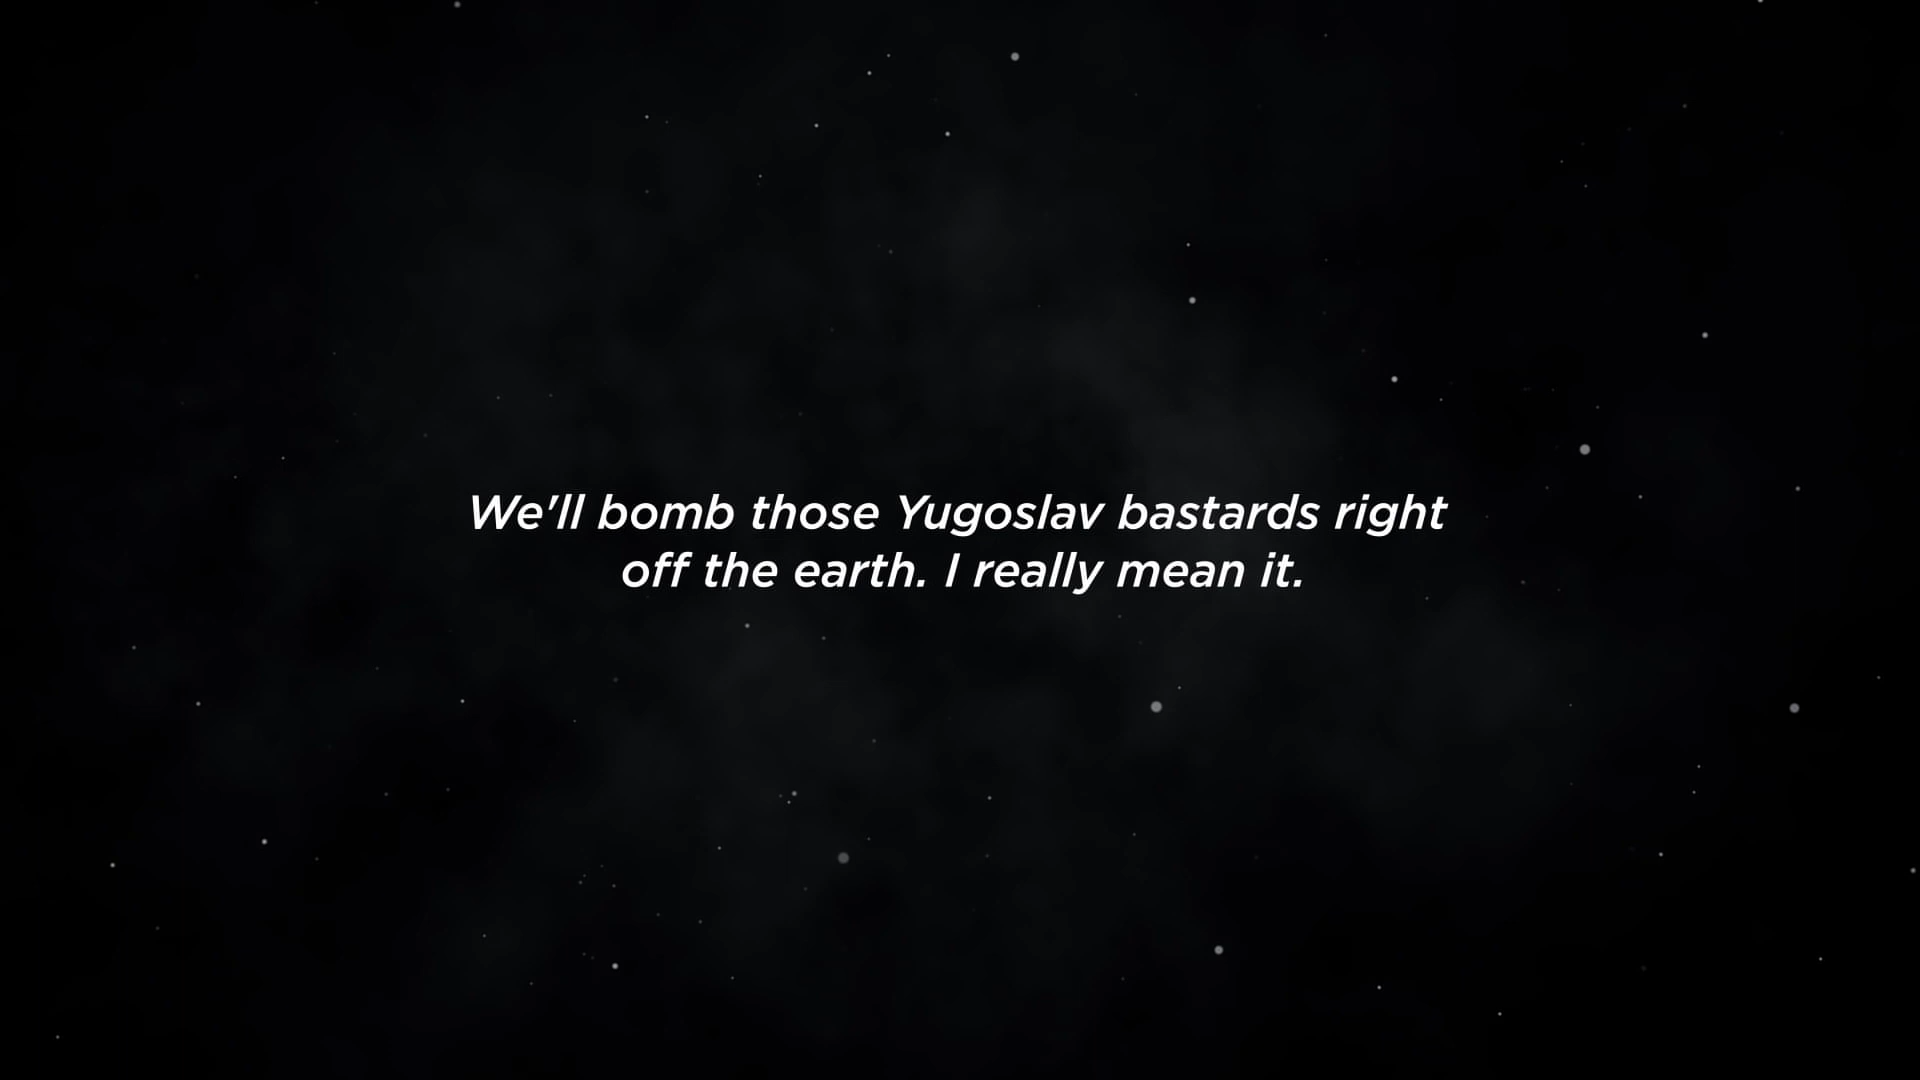 We'll bomb those Yugoslav bastards right
off the earth. I really mean it.